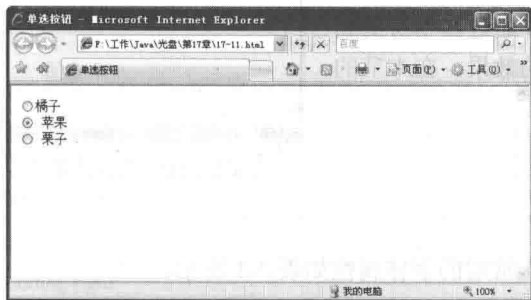 单选按钮 - Microsoft Internet Explorer
F:\工作\Java\光盘\第17章\17-11.html
百度
单选按钮
页面(P)
工具(O)
»
橘子
苹果
栗子
我的电脑
100%